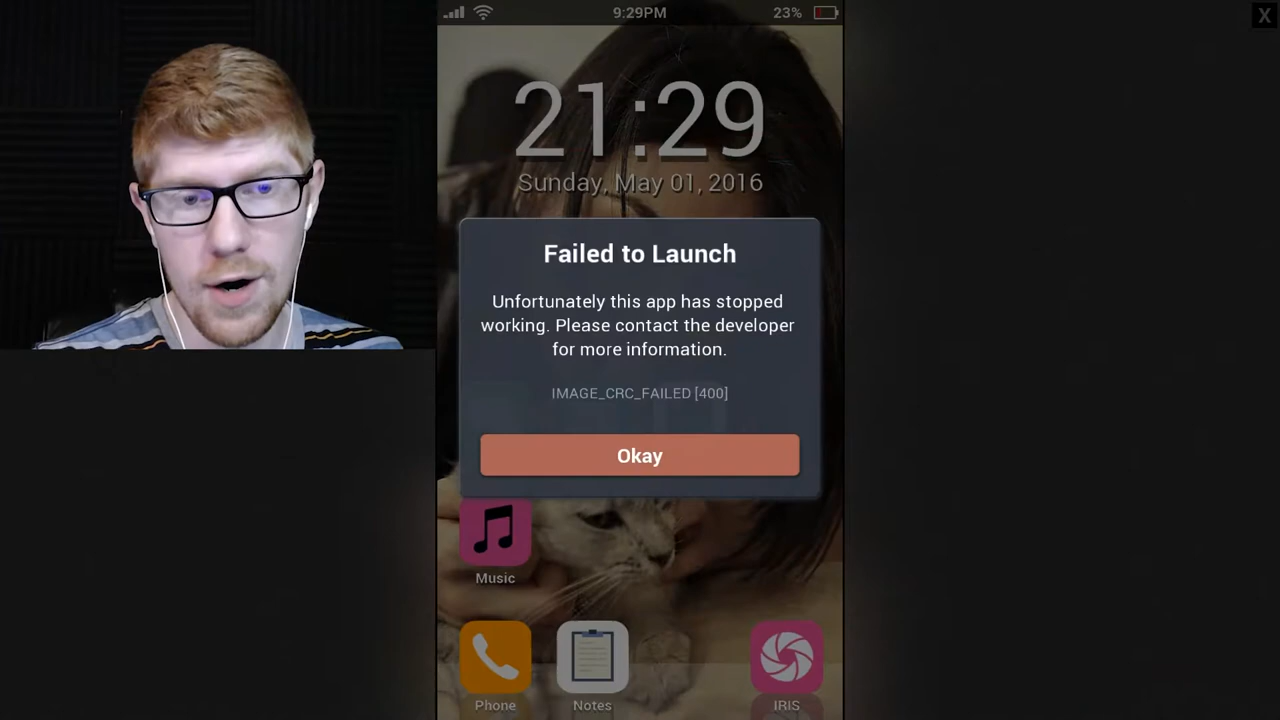 9:29PM
23%
X
21:29
Sunday, May 01, 2016
Failed to Launch
Unfortunately this app has stopped
working. Please contact the developer
for more information.
IMAGE_CRC_FAILED [400]
Okay
Music
Phone
Notes
IRIS